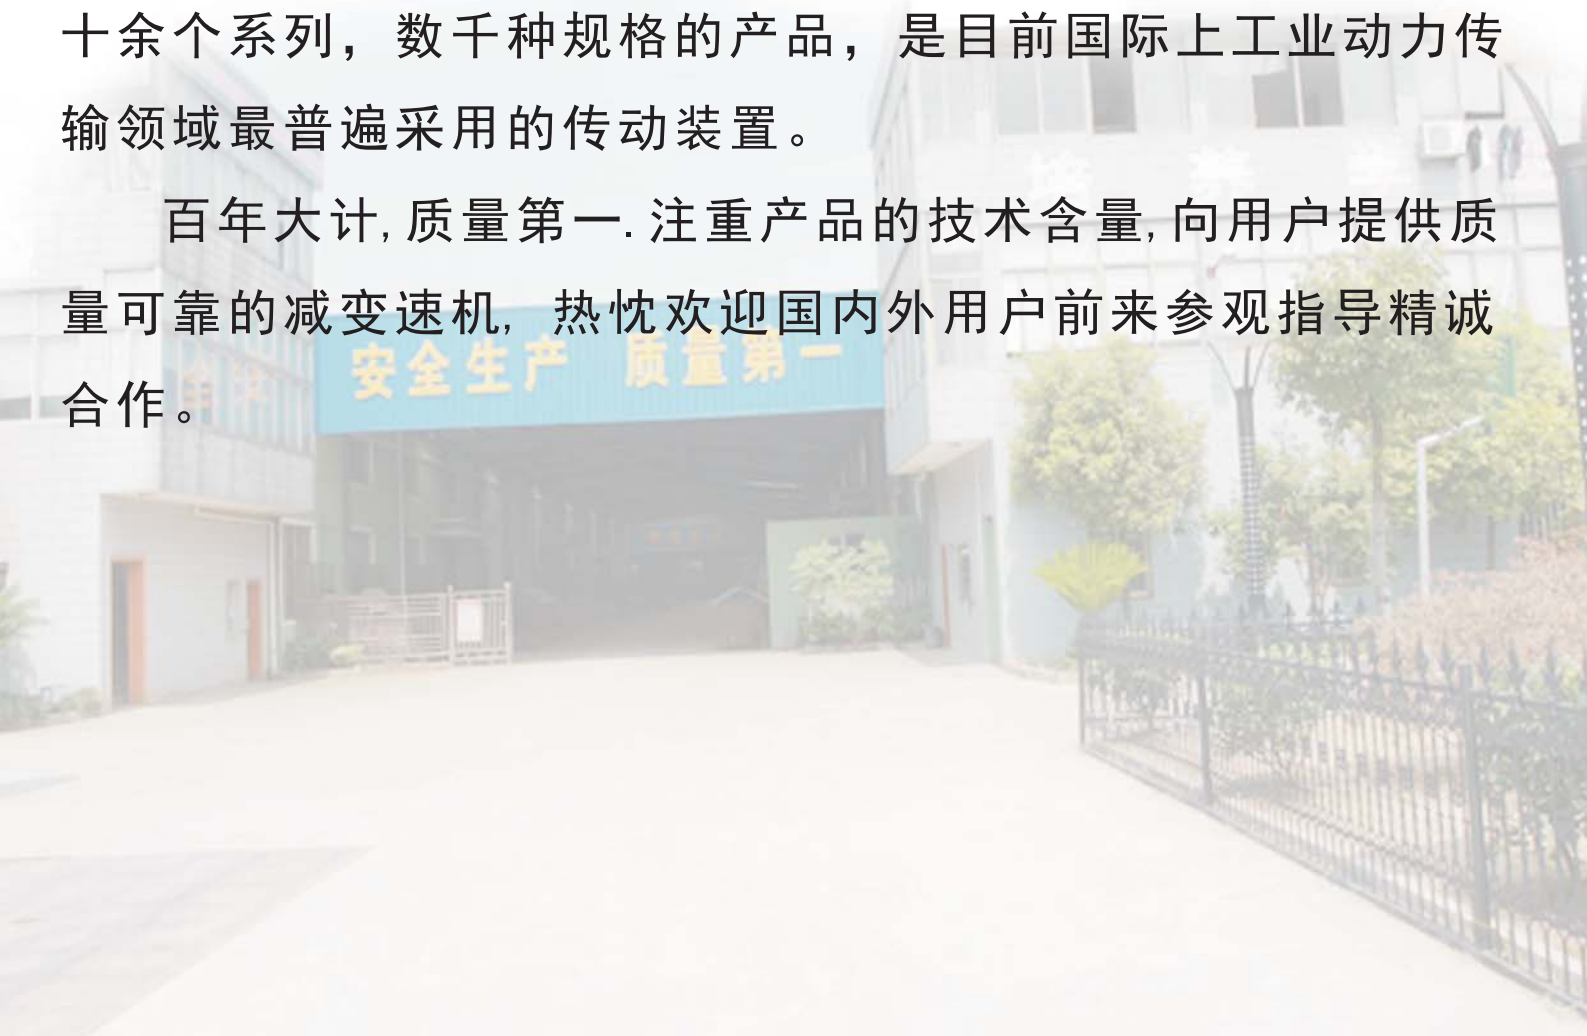 十余个系列，数千种规格的产品，是目前国际上工业动力传
输领域最普遍采用的传动装置。
百年大计,质量第一.注重产品的技术含量,向用户提供质
量可靠的减变速机, 热忱欢迎国内外用户前来参观指导精诚
合作。
安全生产 质量第一